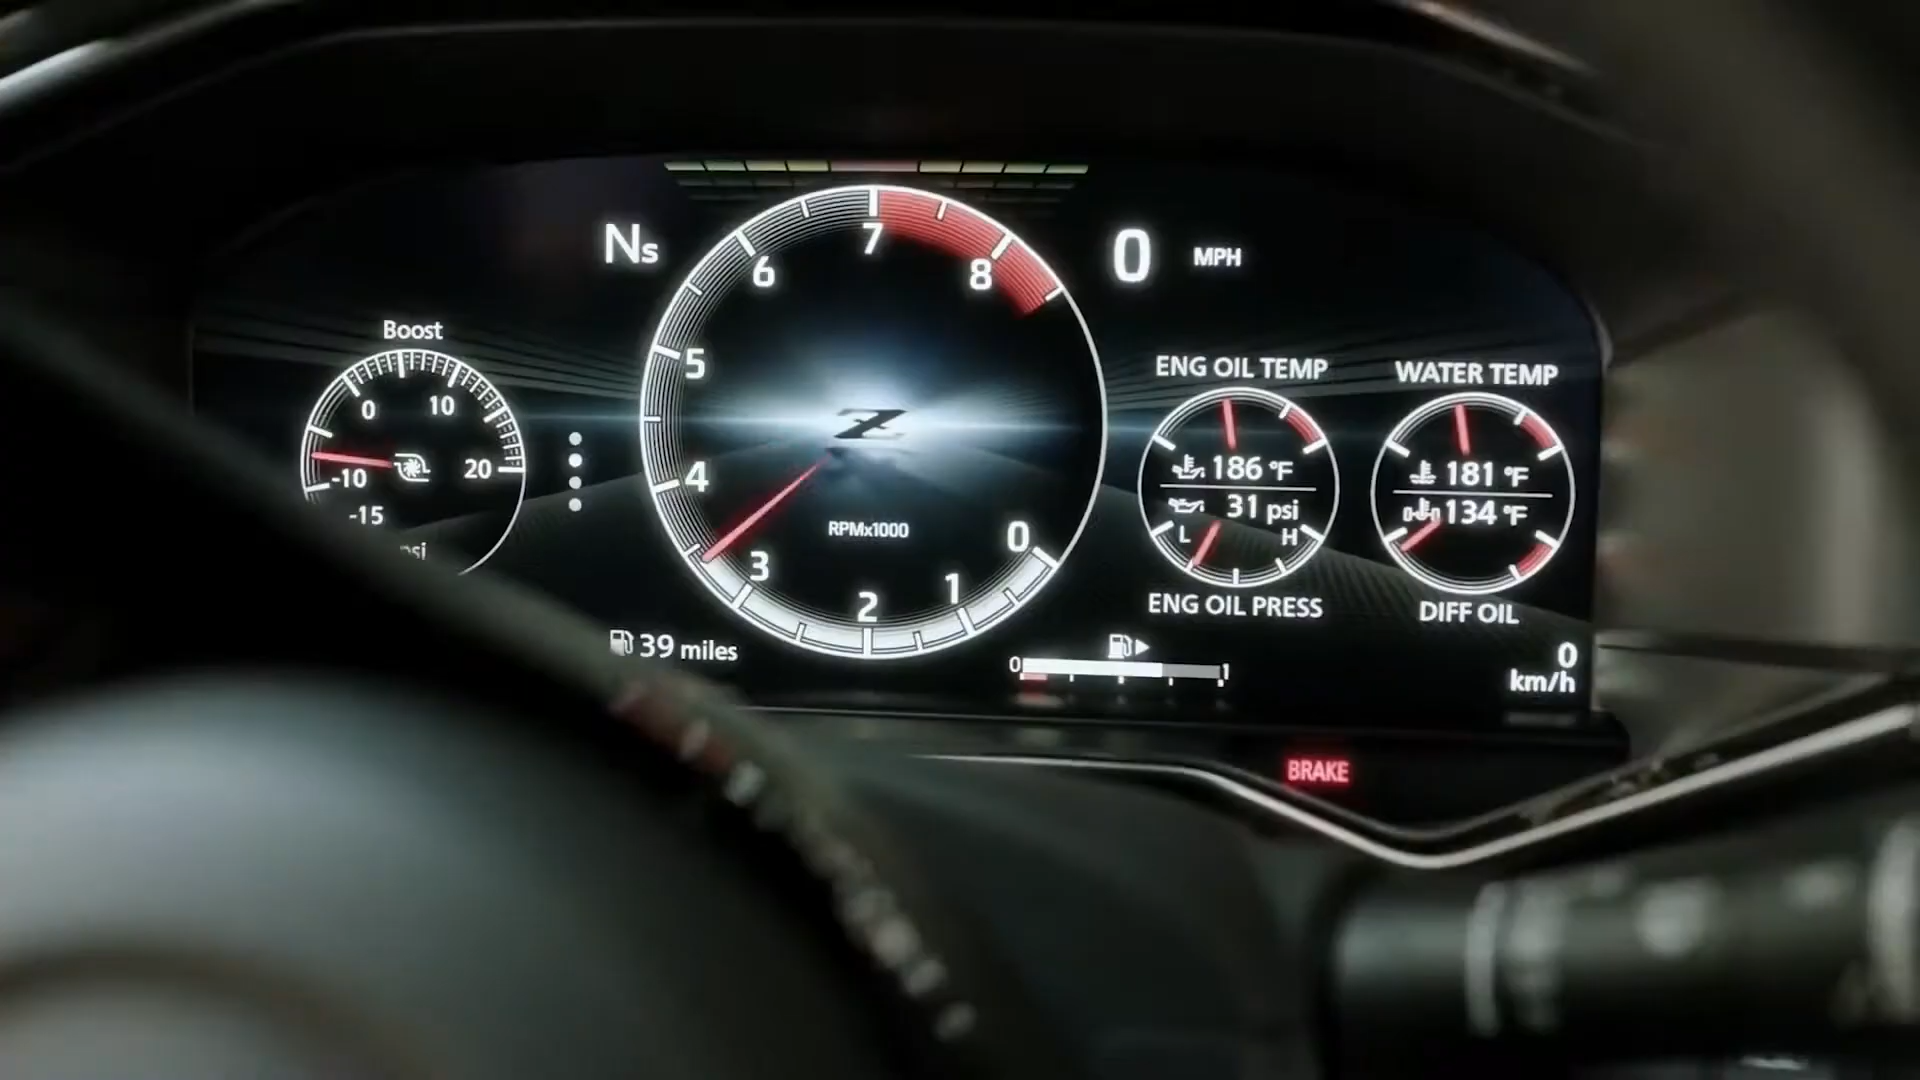 Ns
0 MPH
7
6
8
5
4
3
2
1
0
RPMx1000
Z
Boost
0
10
20
-10
-15
ENG OIL TEMP
186 °F
31 psi
L
H
ENG OIL PRESS
WATER TEMP
181 °F
134 °F
DIFF OIL
39 miles
0
1
0
km/h
BRAKE